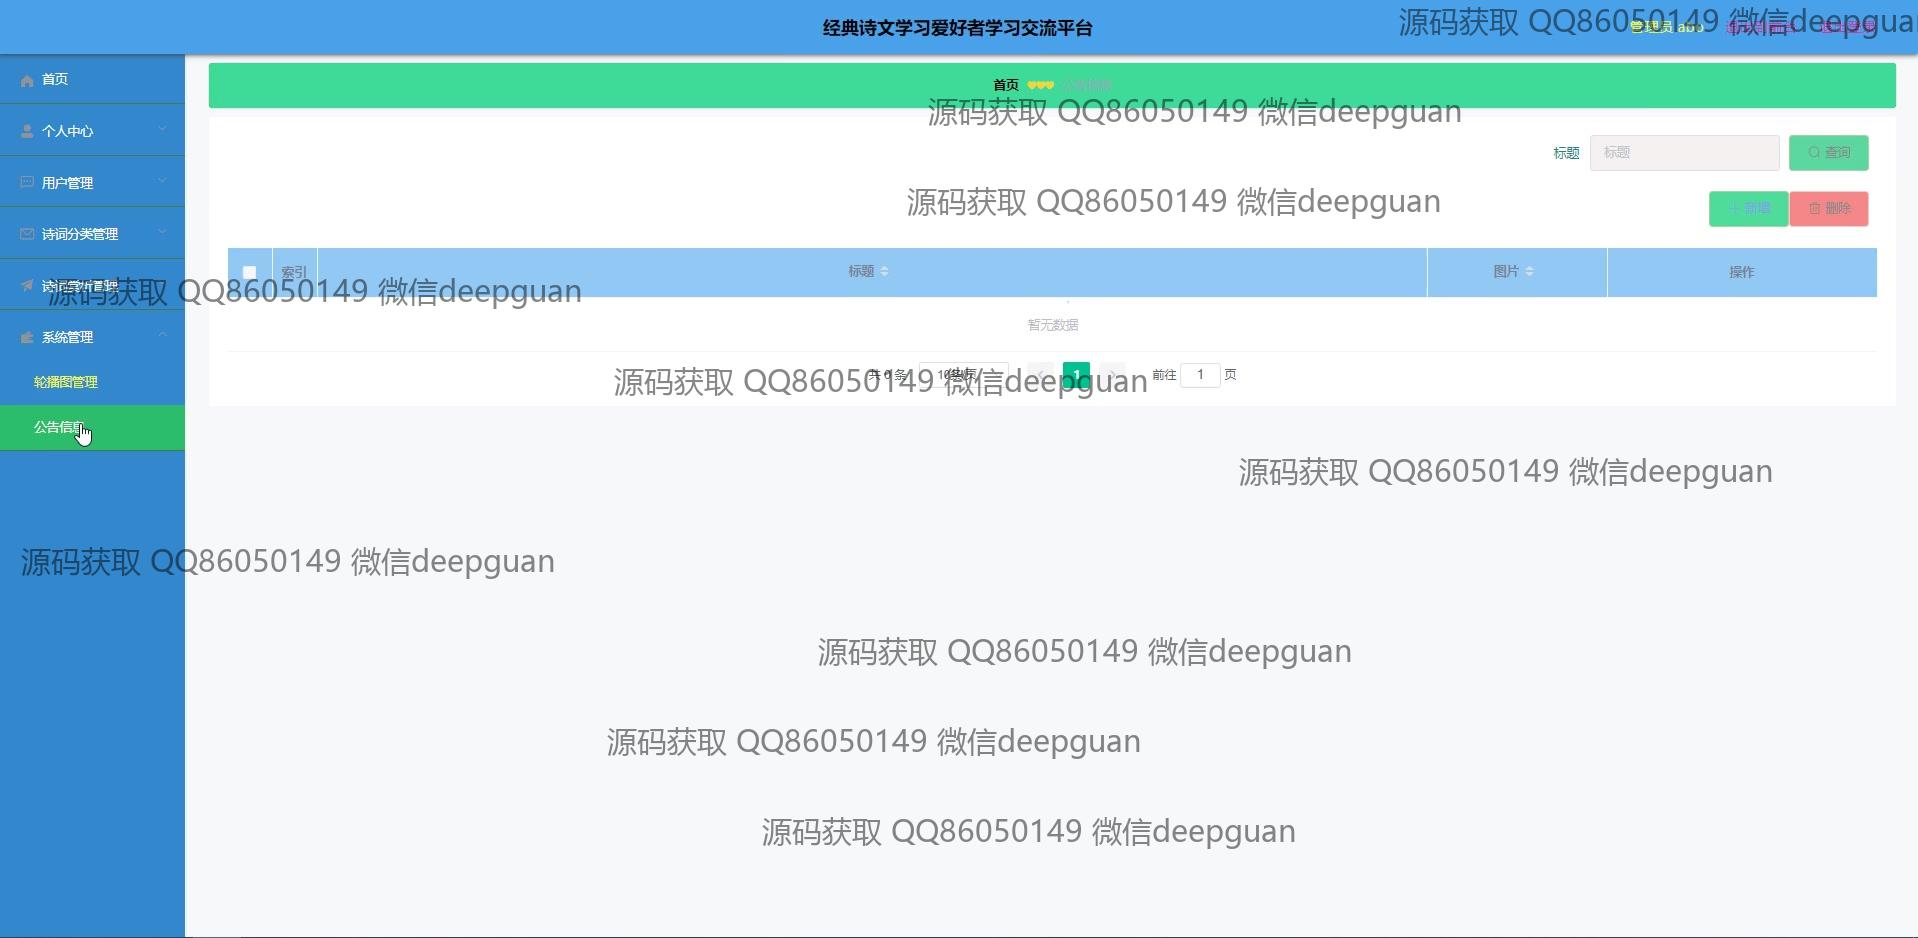 经典诗文学习爱好者学习交流平台
管理员 abo
源码获取 QQ86050149 微信deepguan
首页
个人中心
用户管理
诗词分类管理
系统管理
轮播图管理
公告信息
首页 公告信息
源码获取 QQ86050149 微信deepguan
标题 标题 查询
源码获取 QQ86050149 微信deepguan
新增 删除
索引 标题 图片 操作
源码获取 QQ86050149 微信deepguan
暂无数据
共 0 条 1 前往 1 页
源码获取 QQ86050149 微信deepguan
源码获取 QQ86050149 微信deepguan
源码获取 QQ86050149 微信deepguan
源码获取 QQ86050149 微信deepguan
源码获取 QQ86050149 微信deepguan
源码获取 QQ86050149 微信deepguan